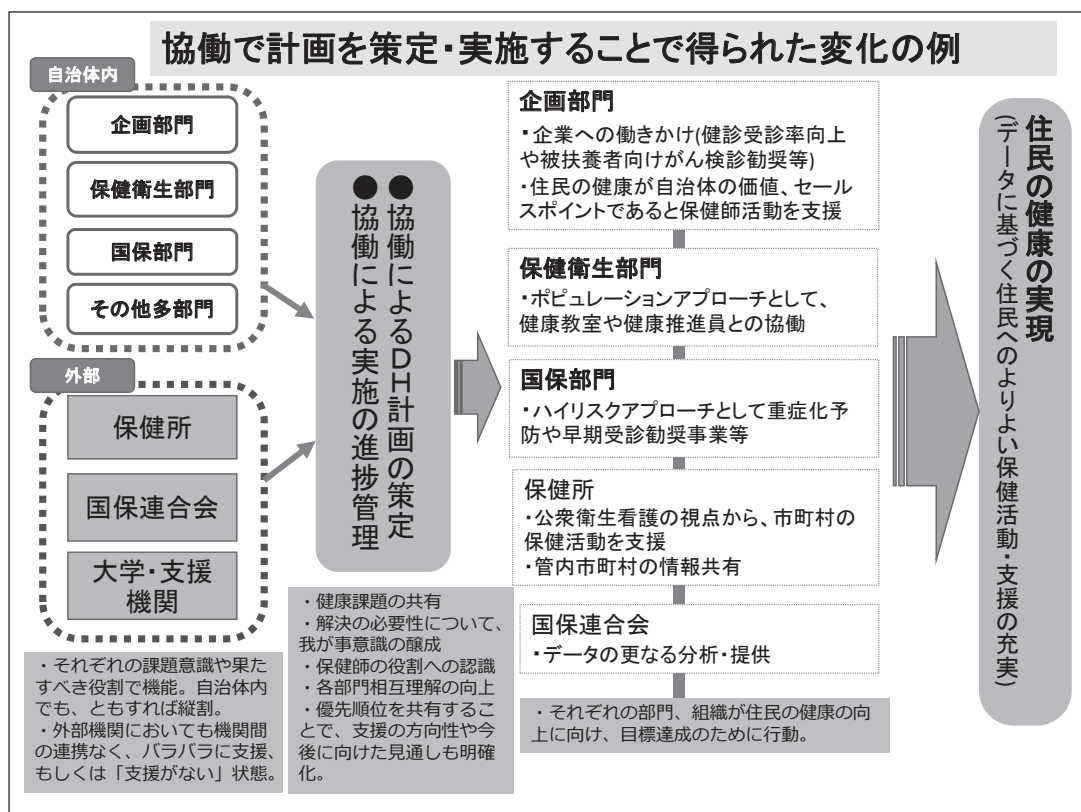 協働で計画を策定・実施することで得られた変化の例
自治体内
企画部門
保健衛生部門
国保部門
その他多部門
外部
保健所
国保連合会
大学・支援
機関
・それぞれの課題意識や果た
すべき役割で機能。自治体内
でも、ともすれば縦割。
・外部機関においても機関間
の連携なく、バラバラに支援、
もしくは「支援がない」状態。
●協働によるDH計画の策定
●協働による実施の進捗管理
・健康課題の共有
・解決の必要性について、
我が事意識の醸成
・保健師の役割への認識
・各部門相互理解の向上
・優先順位を共有するこ
とで、支援の方向性や今
後に向けた見通しも明確
化。
企画部門
・企業への働きかけ(健診受診率向上
や被扶養者向けがん検診勧奨等)
・住民の健康が自治体の価値、セール
スポイントであると保健師活動を支援
保健衛生部門
・ポピュレーションアプローチとして、
健康教室や健康推進員との協働
国保部門
・ハイリスクアプローチとして重症化予
防や早期受診勧奨事業等
保健所
・公衆衛生看護の視点から、市町村の
保健活動を支援
・管内市町村の情報共有
国保連合会
・データの更なる分析・提供
・それぞれの部門、組織が住民の健康の向
上に向け、目標達成のために行動。
住民の健康の実現
(データに基づく住民へのよりよい保健活動・支援の充実)